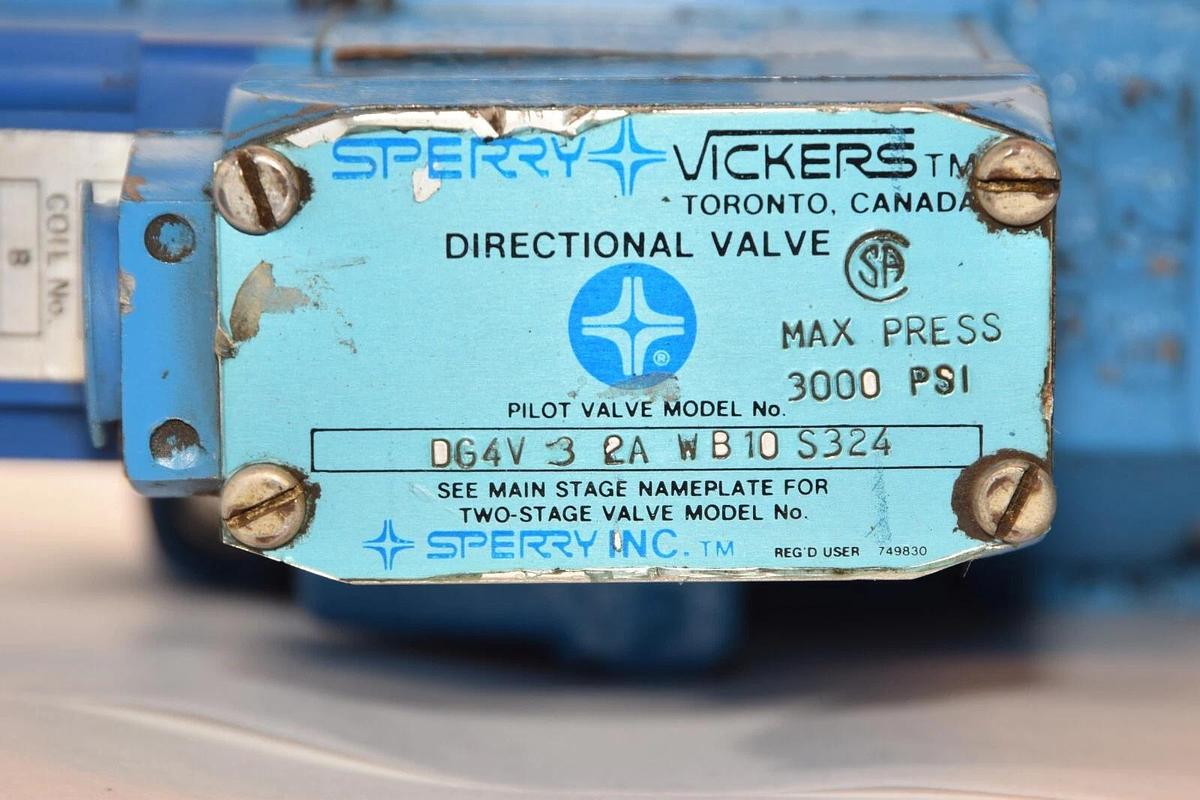 SPERRY VICKERS TM
TORONTO, CANADA
DIRECTIONAL VALVE
SA
MAX PRESS
3000 PSI
®
PILOT VALVE MODEL No.
DG4V 3 2A WB10 S324
SEE MAIN STAGE NAMEPLATE FOR
TWO-STAGE VALVE MODEL No.
SPERRY INC. TM REG'D USER 749830
COIL No.
B